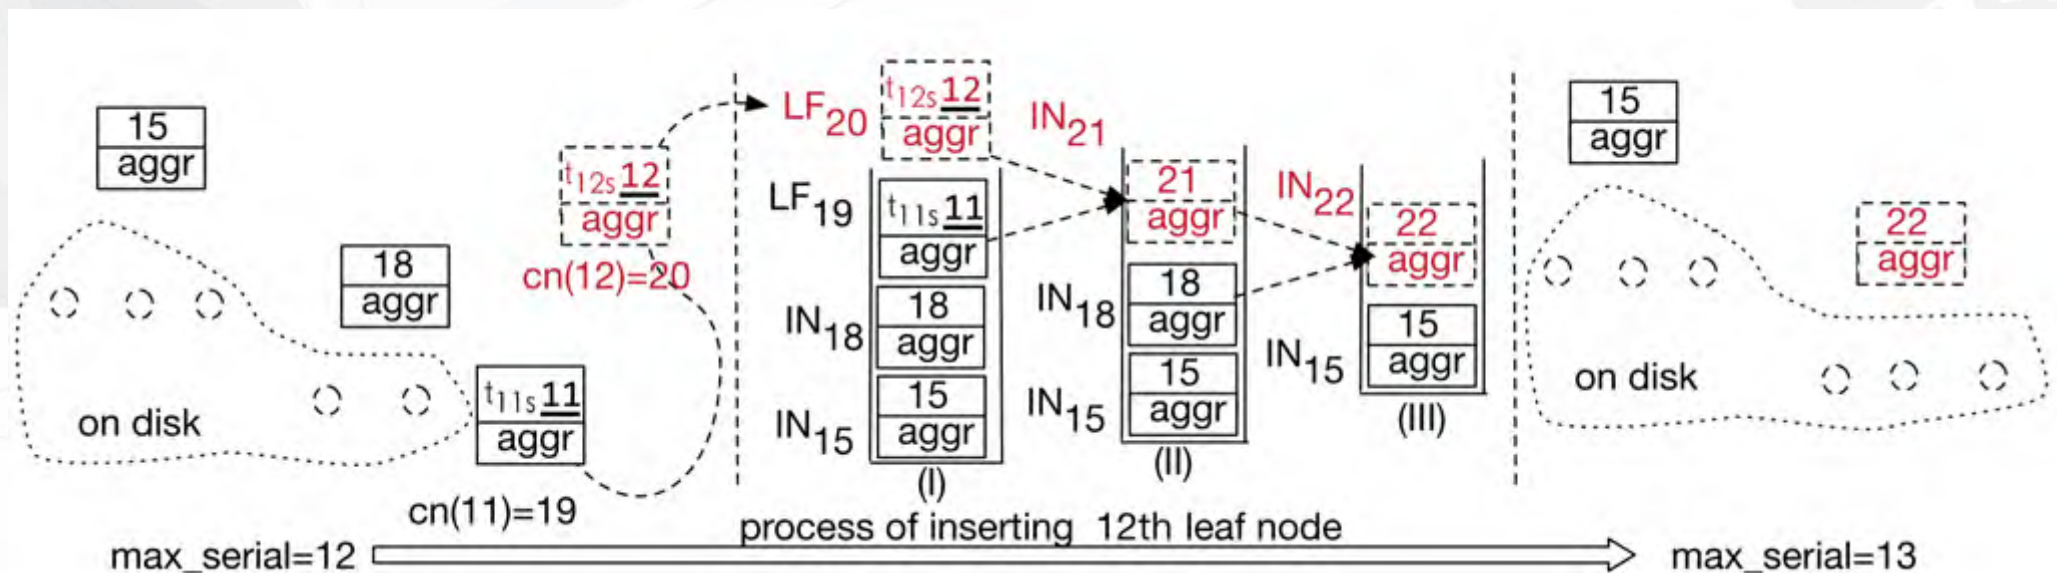 15
aggr
18
aggr
t11s 11
aggr
cn(11)=19
on disk
t12s 12
aggr
cn(12)=20
LF20
t12s 12
aggr
LF19
t11s 11
aggr
IN18
18
aggr
IN15
15
aggr
(I)
IN21
21
aggr
IN18
18
aggr
IN15
15
aggr
(II)
IN22
22
aggr
IN15
15
aggr
(III)
15
aggr
22
aggr
on disk
process of inserting 12th leaf node
max_serial=12
max_serial=13